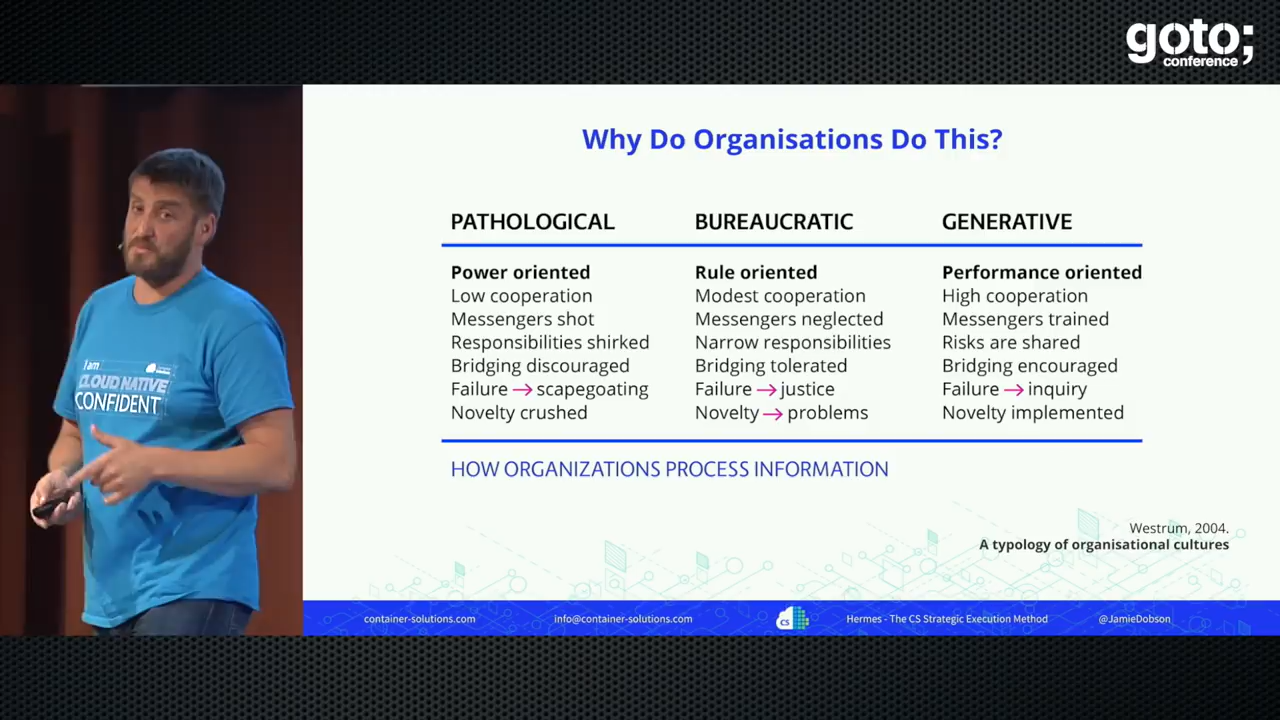 goto;
conference
I am
CLOUD NATIVE
CONFIDENT
Why Do Organisations Do This?
PATHOLOGICAL BUREAUCRATIC GENERATIVE
Power oriented Rule oriented Performance oriented
Low cooperation Modest cooperation High cooperation
Messengers shot Messengers neglected Messengers trained
Responsibilities shirked Narrow responsibilities Risks are shared
Bridging discouraged Bridging tolerated Bridging encouraged
Failure → scapegoating Failure → justice Failure → inquiry
Novelty crushed Novelty → problems Novelty implemented
HOW ORGANIZATIONS PROCESS INFORMATION
Westrum, 2004.
A typology of organisational cultures
container-solutions.com info@container-solutions.com CS Hermes - The CS Strategic Execution Method @JamieDobson